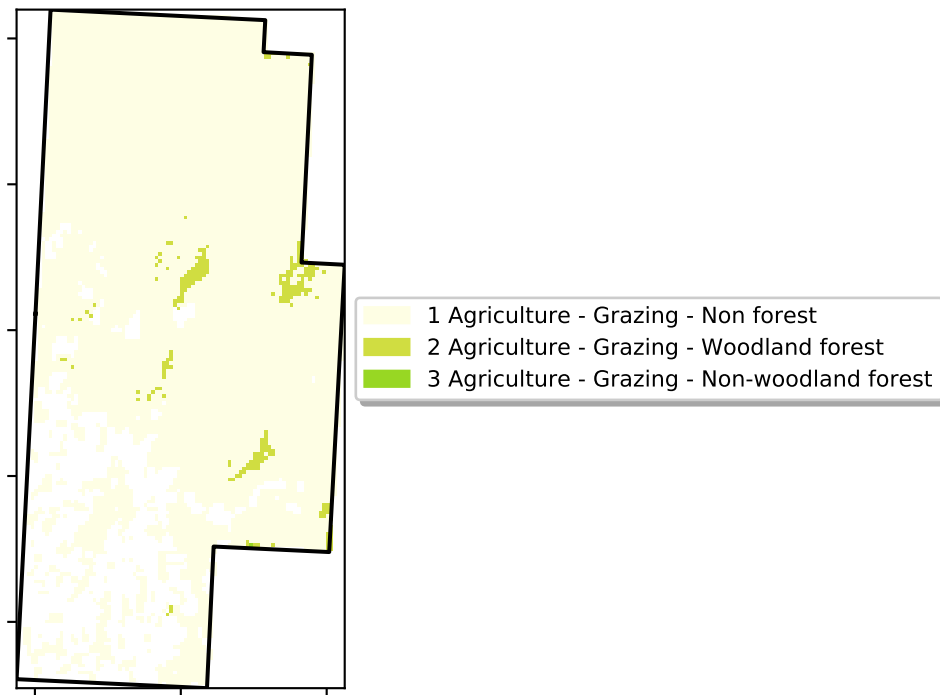 1 Agriculture - Grazing - Non forest
2 Agriculture - Grazing - Woodland forest
3 Agriculture - Grazing - Non-woodland forest